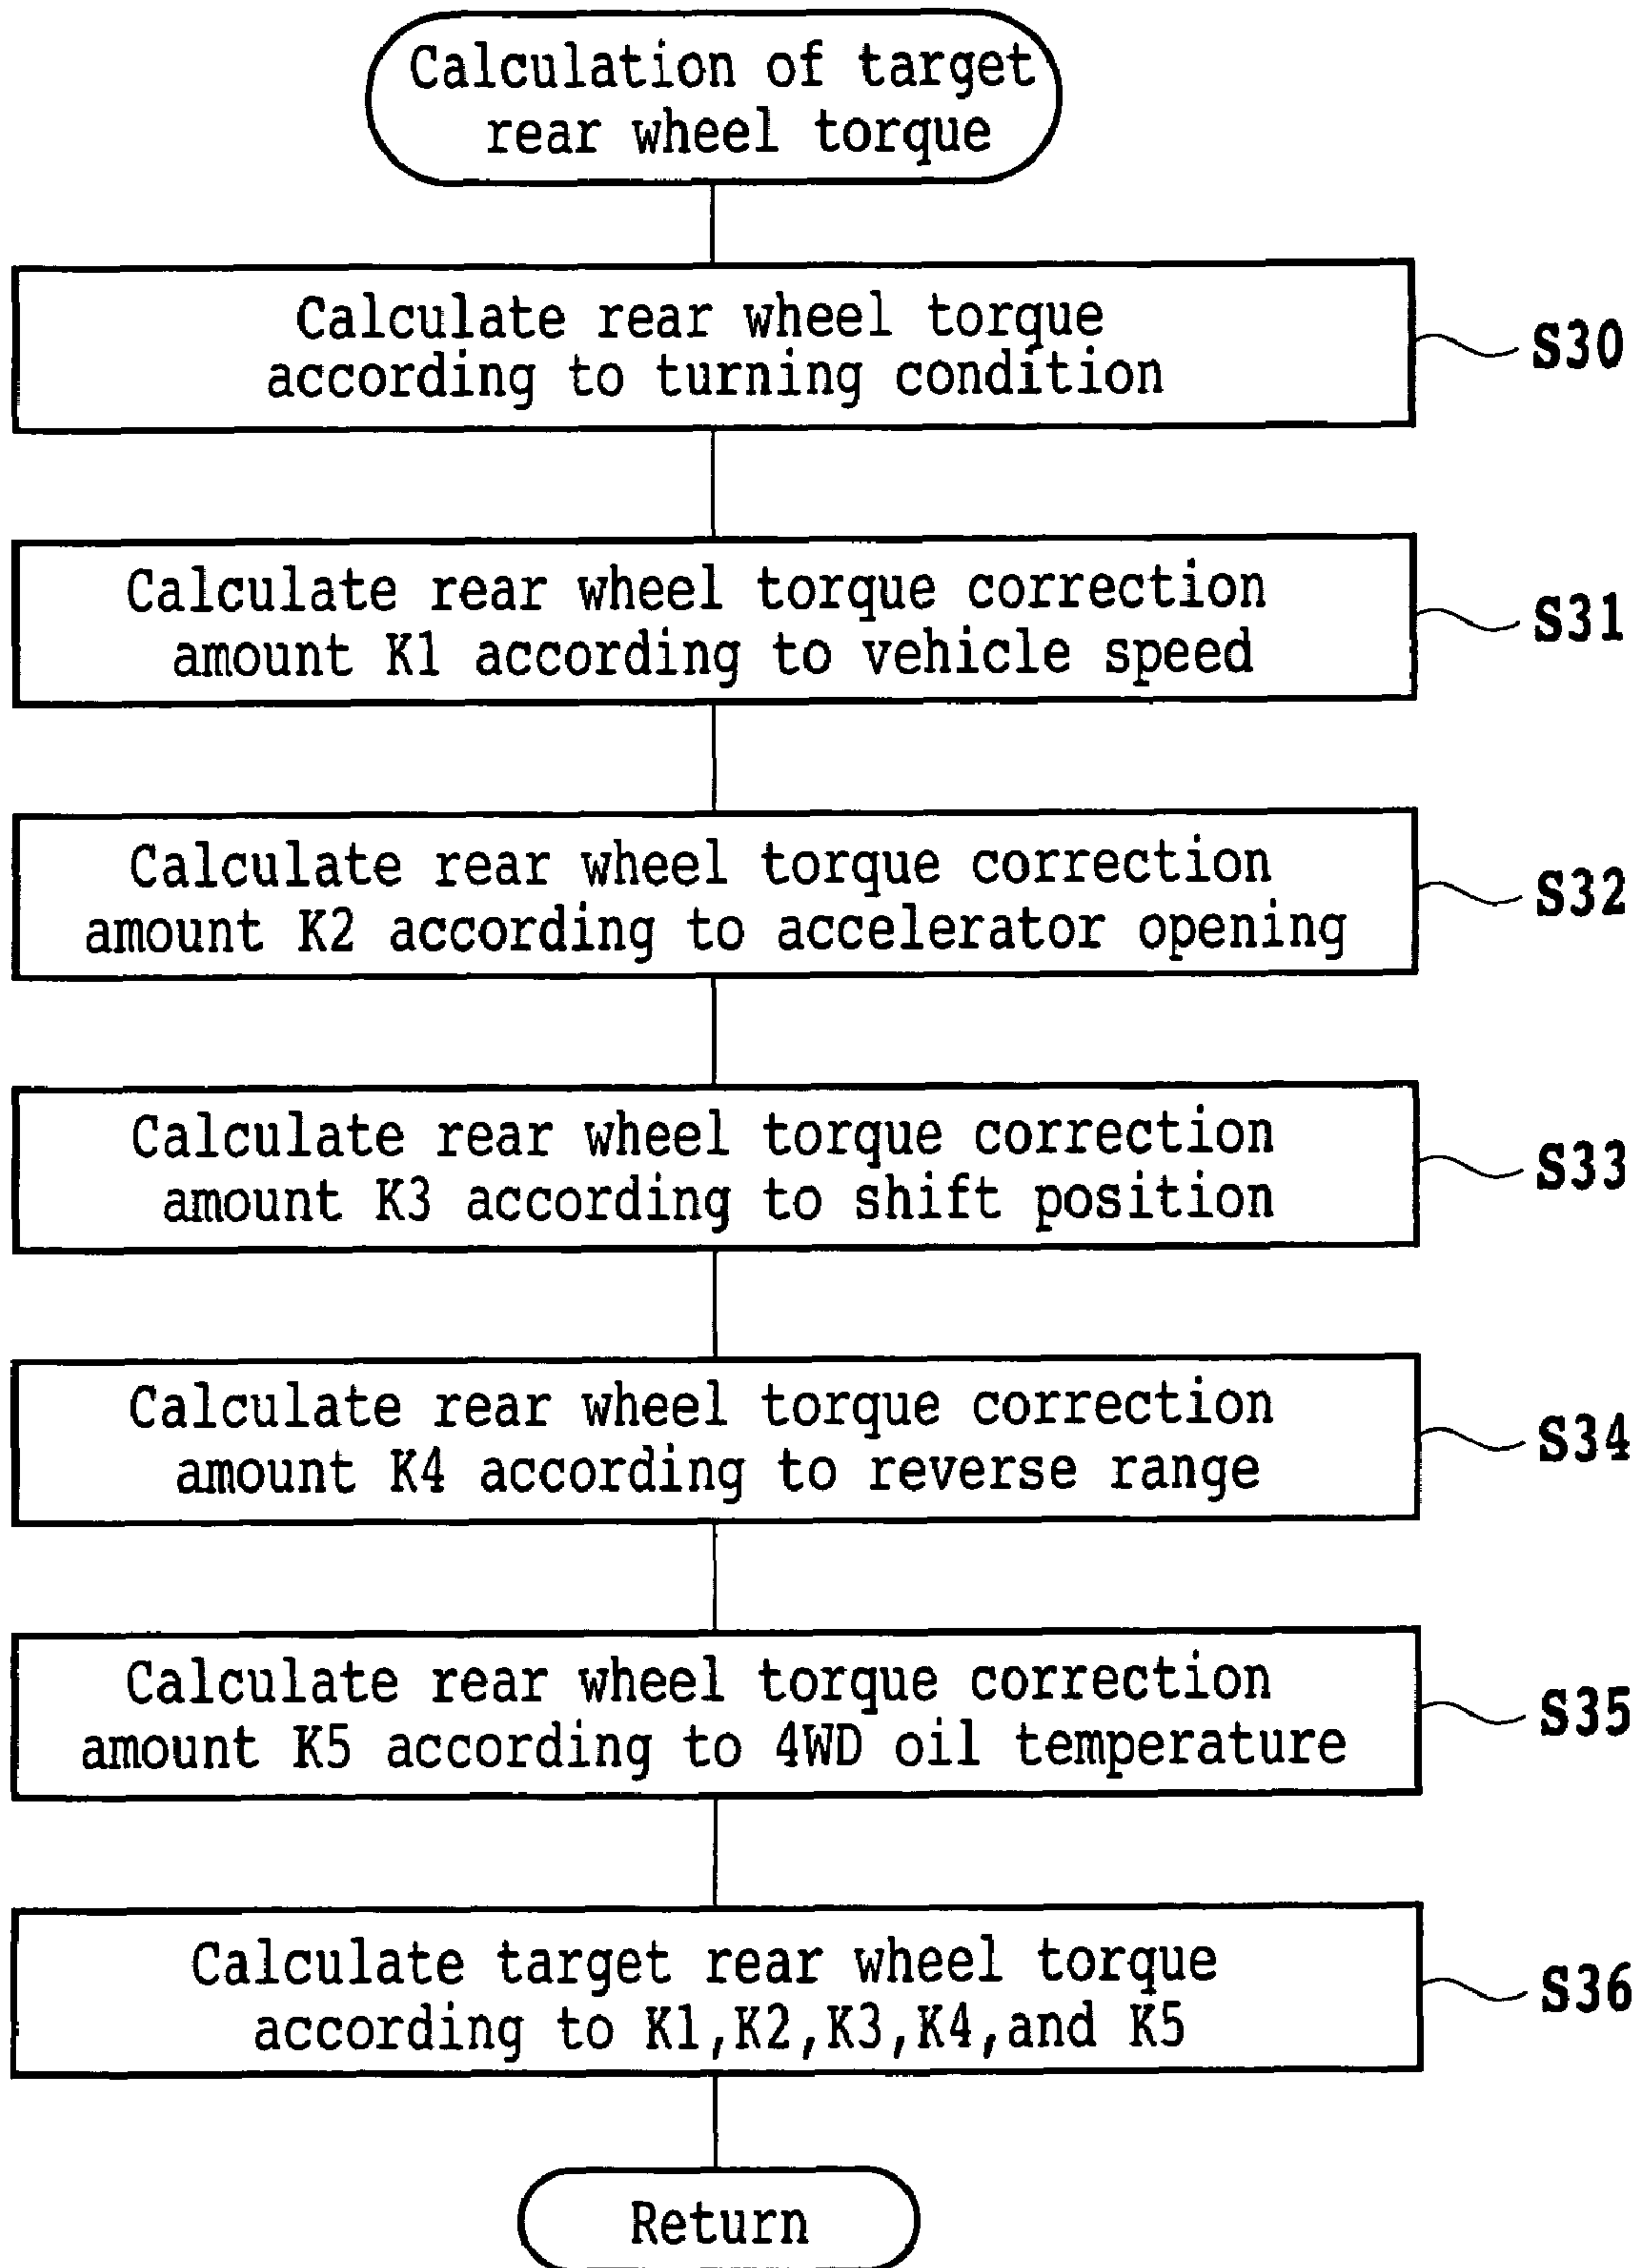 Calculation of target
rear wheel torque
Calculate rear wheel torque
according to turning condition
S30
Calculate rear wheel torque correction
amount K1 according to vehicle speed
S31
Calculate rear wheel torque correction
amount K2 according to accelerator opening
S32
Calculate rear wheel torque correction
amount K3 according to shift position
S33
Calculate rear wheel torque correction
amount K4 according to reverse range
S34
Calculate rear wheel torque correction
amount K5 according to 4WD oil temperature
S35
Calculate target rear wheel torque
according to K1,K2,K3,K4,and K5
S36
Return